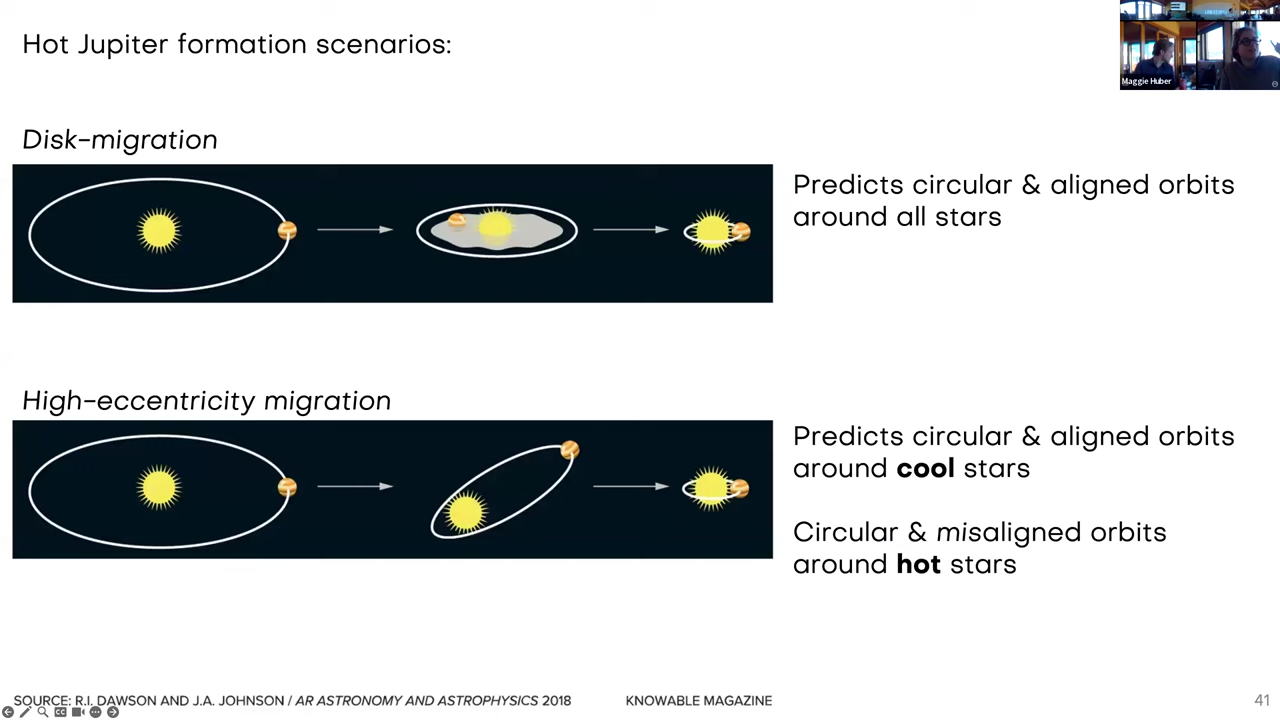 Hot Jupiter formation scenarios:
Maggie Huber
Disk-migration
Predicts circular & aligned orbits
around all stars
High-eccentricity migration
Predicts circular & aligned orbits
around cool stars
Circular & misaligned orbits
around hot stars
SOURCE: R.I. DAWSON AND J.A. JOHNSON / AR ASTRONOMY AND ASTROPHYSICS 2018
KNOWABLE MAGAZINE
41